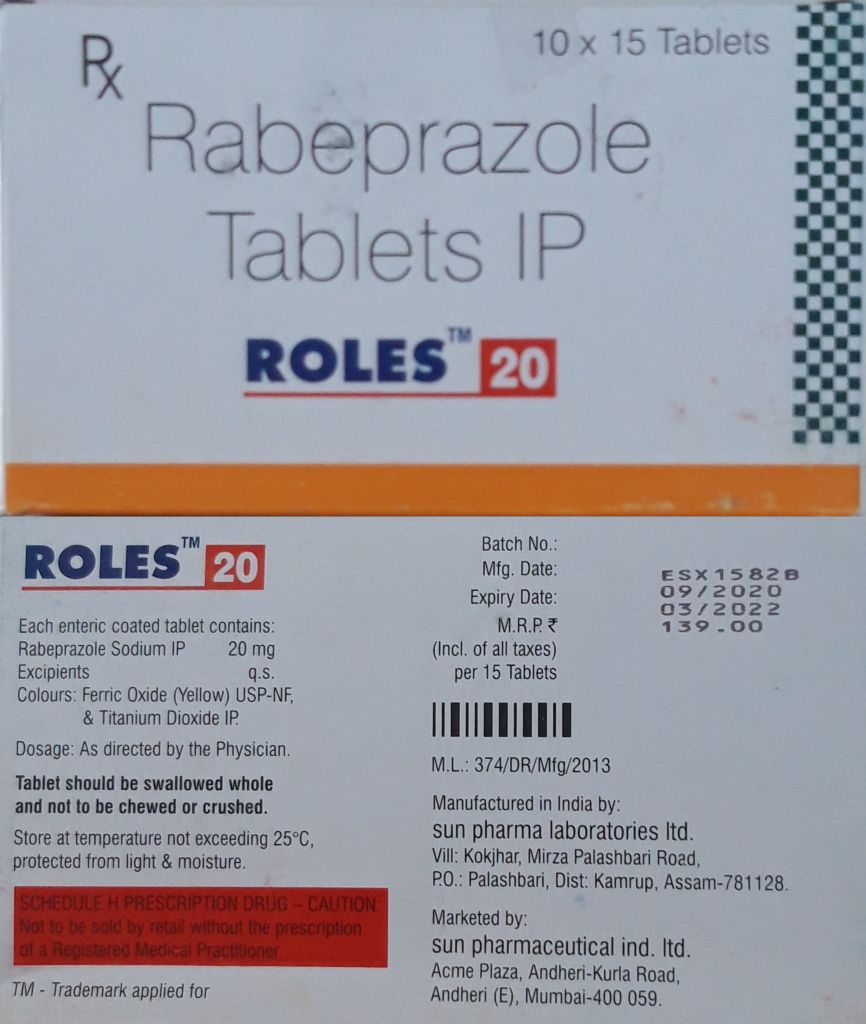 Rx
10 x 15 Tablets
Rabeprazole
Tablets IP
ROLES™ 20
ROLES™ 20
Each enteric coated tablet contains:
Rabeprazole Sodium IP 20 mg
Excipients q.s.
Colours: Ferric Oxide (Yellow) USP-NF,
& Titanium Dioxide IP.
Dosage: As directed by the Physician.
Tablet should be swallowed whole
and not to be chewed or crushed.
Store at temperature not exceeding 25°C,
protected from light & moisture.
SCHEDULE H PRESCRIPTION DRUG – CAUTION:
Not to be sold by retail without the prescription
of a Registered Medical Practitioner
TM - Trademark applied for
Batch No.:
Mfg. Date:
Expiry Date:
M.R.P. ₹
(Incl. of all taxes)
per 15 Tablets
ESX1582B
09/2020
03/2022
139.00
M.L.: 374/DR/Mfg/2013
Manufactured in India by:
sun pharma laboratories ltd.
Vill: Kokjhar, Mirza Palashbari Road,
P.O.: Palashbari, Dist: Kamrup, Assam-781128.
Marketed by:
sun pharmaceutical ind. ltd.
Acme Plaza, Andheri-Kurla Road,
Andheri (E), Mumbai-400 059.